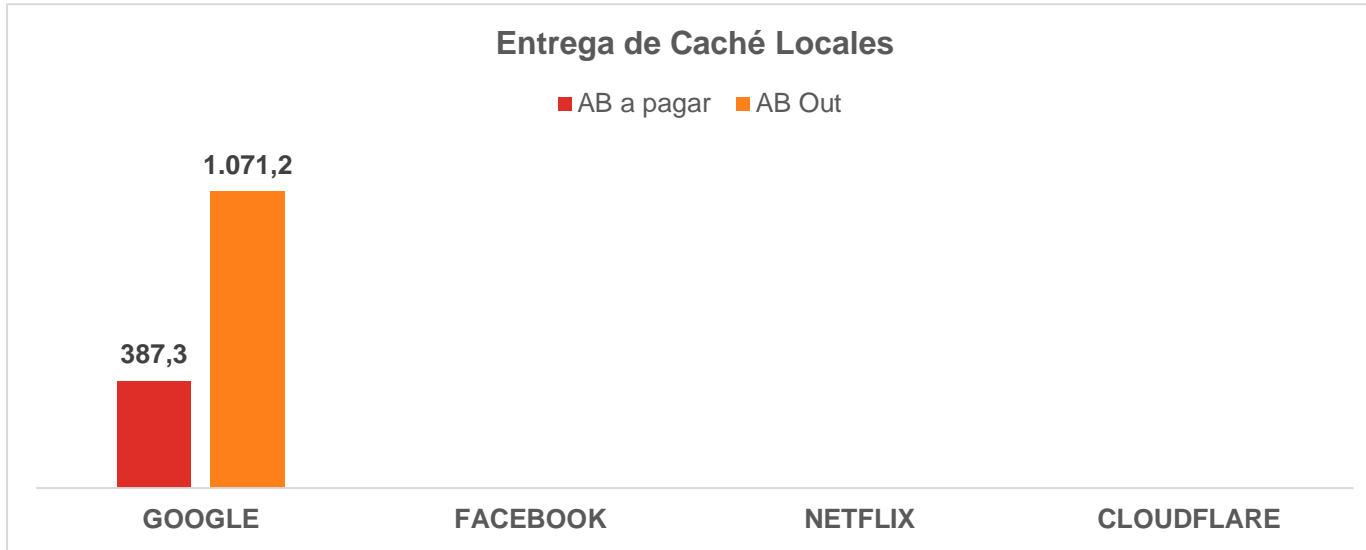 Entrega de Caché Locales
AB a pagar AB Out
1.071,2
387,3
GOOGLE FACEBOOK NETFLIX CLOUDFLARE